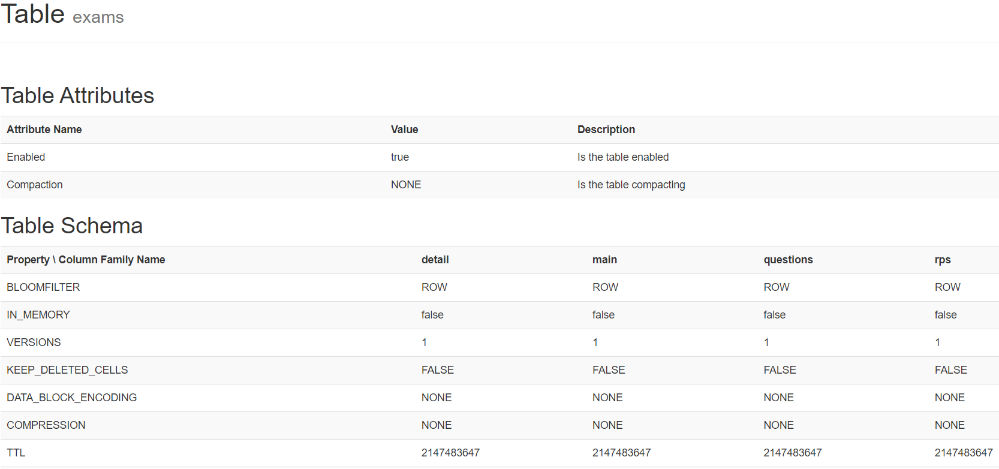 Table exams
Table Attributes
Attribute Name Value Description
Enabled true Is the table enabled
Compaction NONE Is the table compacting
Table Schema
Property \ Column Family Name detail main questions rps
BLOOMFILTER ROW ROW ROW ROW
IN_MEMORY false false false false
VERSIONS 1 1 1 1
KEEP_DELETED_CELLS FALSE FALSE FALSE FALSE
DATA_BLOCK_ENCODING NONE NONE NONE NONE
COMPRESSION NONE NONE NONE NONE
TTL 2147483647 2147483647 2147483647 2147483647